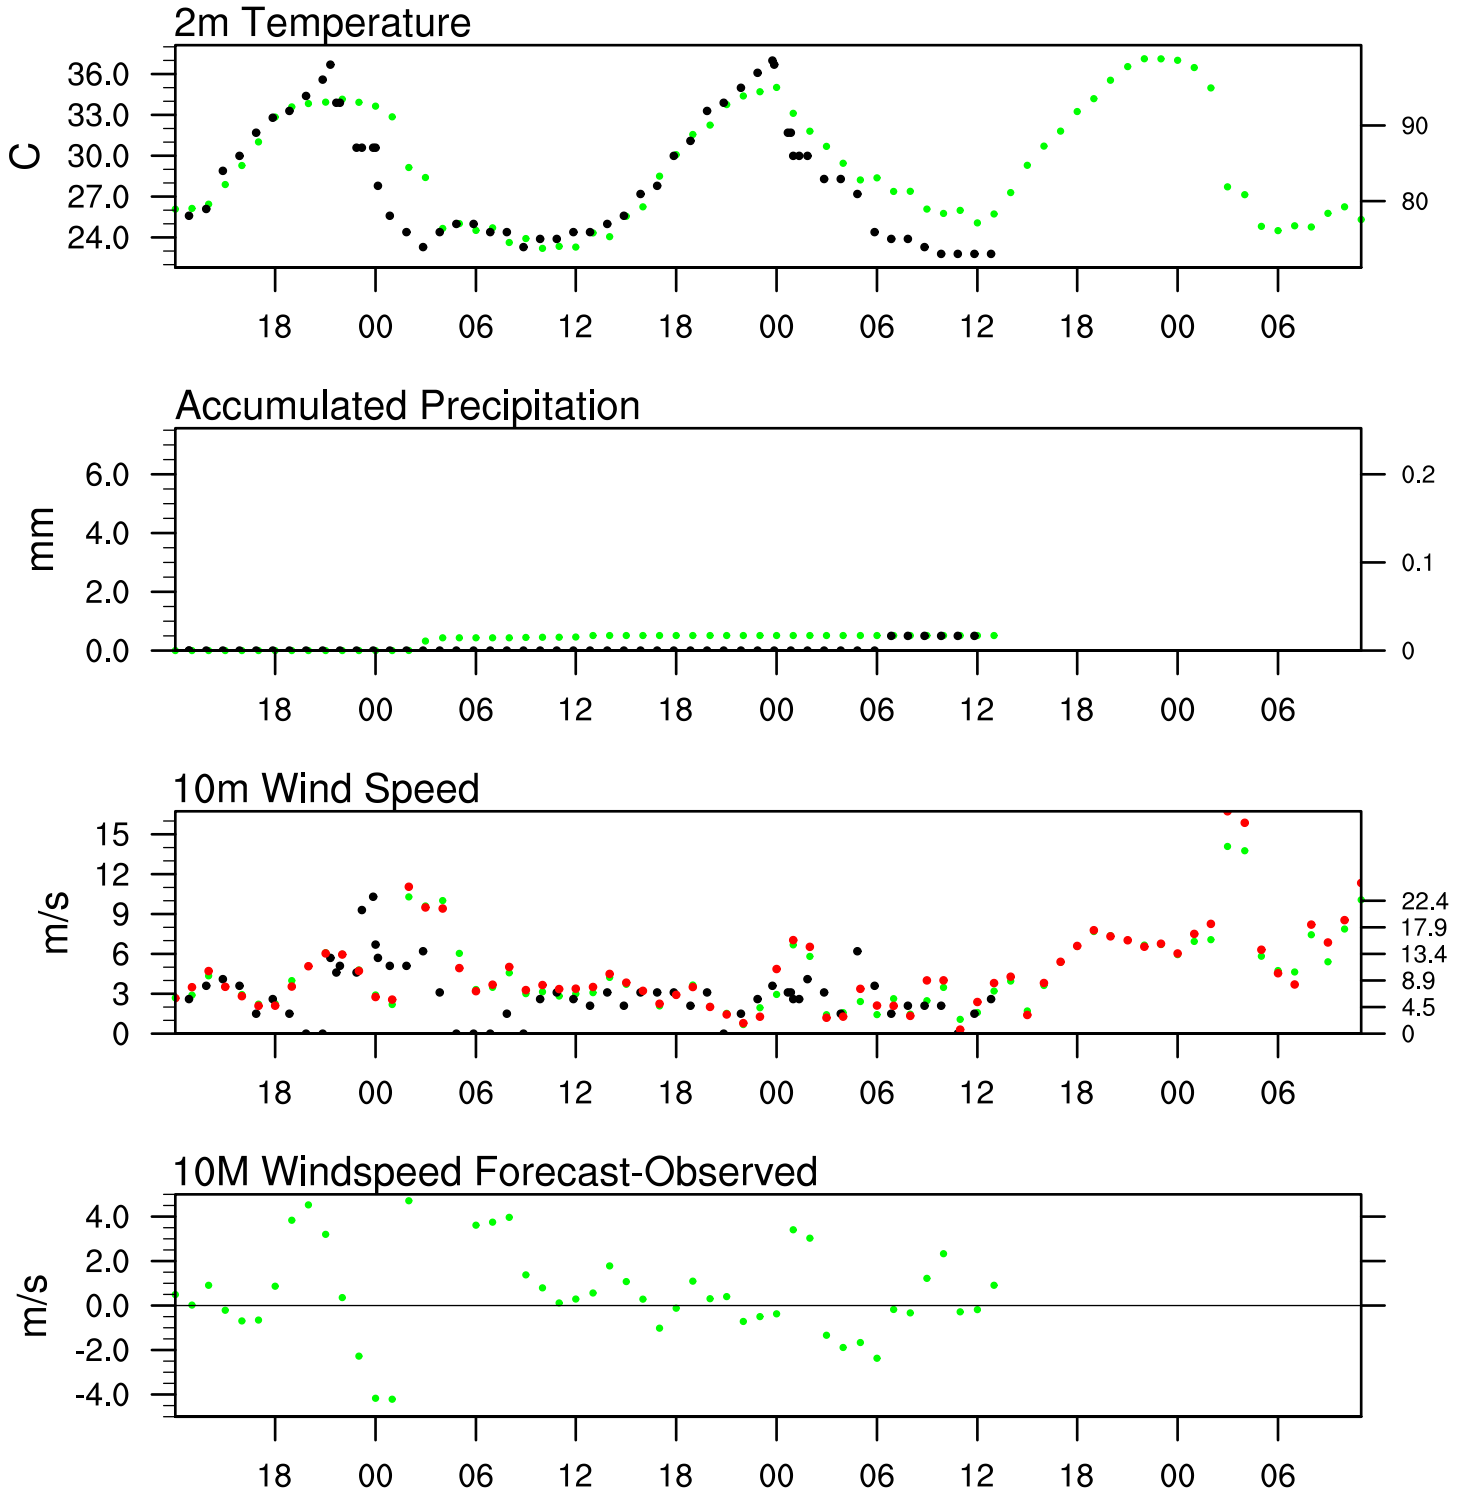 2m Temperature
36.0
33.0
30.0
27.0
24.0
C
90
80
18 00 06 12 18 00 06 12 18 00 06
Accumulated Precipitation
6.0
4.0
2.0
0.0
mm
0.2
0.1
0
18 00 06 12 18 00 06 12 18 00 06
10m Wind Speed
15
12
9
6
3
0
m/s
22.4
17.9
13.4
8.9
4.5
0
18 00 06 12 18 00 06 12 18 00 06
10M Windspeed Forecast-Observed
4.0
2.0
0.0
-2.0
-4.0
m/s
18 00 06 12 18 00 06 12 18 00 06